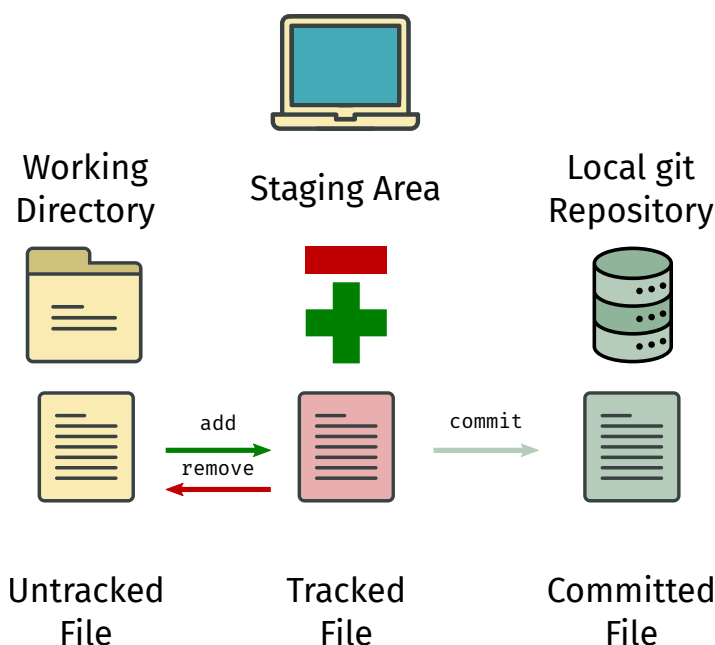 Working
Directory
Staging Area
Local git
Repository
add
remove
commit
Untracked
File
Tracked
File
Committed
File